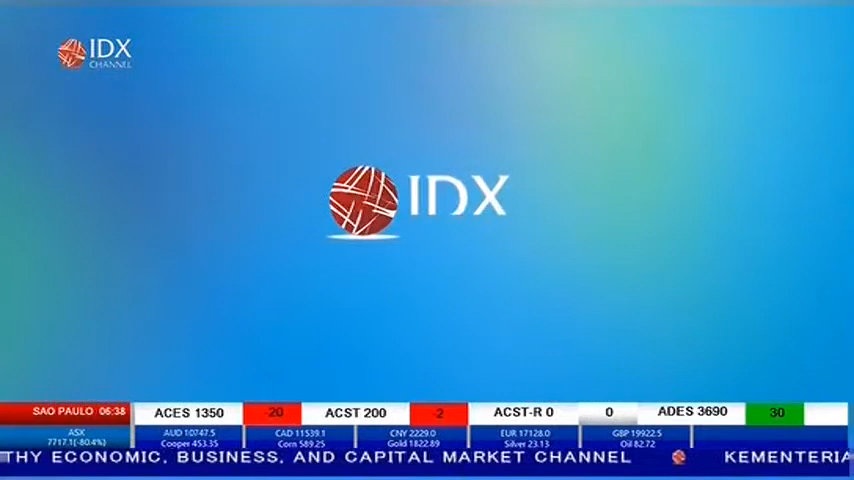 IDX
CHANNEL
IDX
SAO PAULO 06:38
ACES 1350 -20 ACST 200 -2 ACST-R 0 0 ADES 3690 30
ASX
7717.1(-80.4%)
AUD 10747.5 CAD 11539.1 CNY 2229.0 EUR 17128.0 GBP 19922.5
Cooper 453.35 Corn 589.25 Gold 1822.89 Silver 23.13 Oil 82.72
THY ECONOMIC, BUSINESS, AND CAPITAL MARKET CHANNEL KEMENTERIA